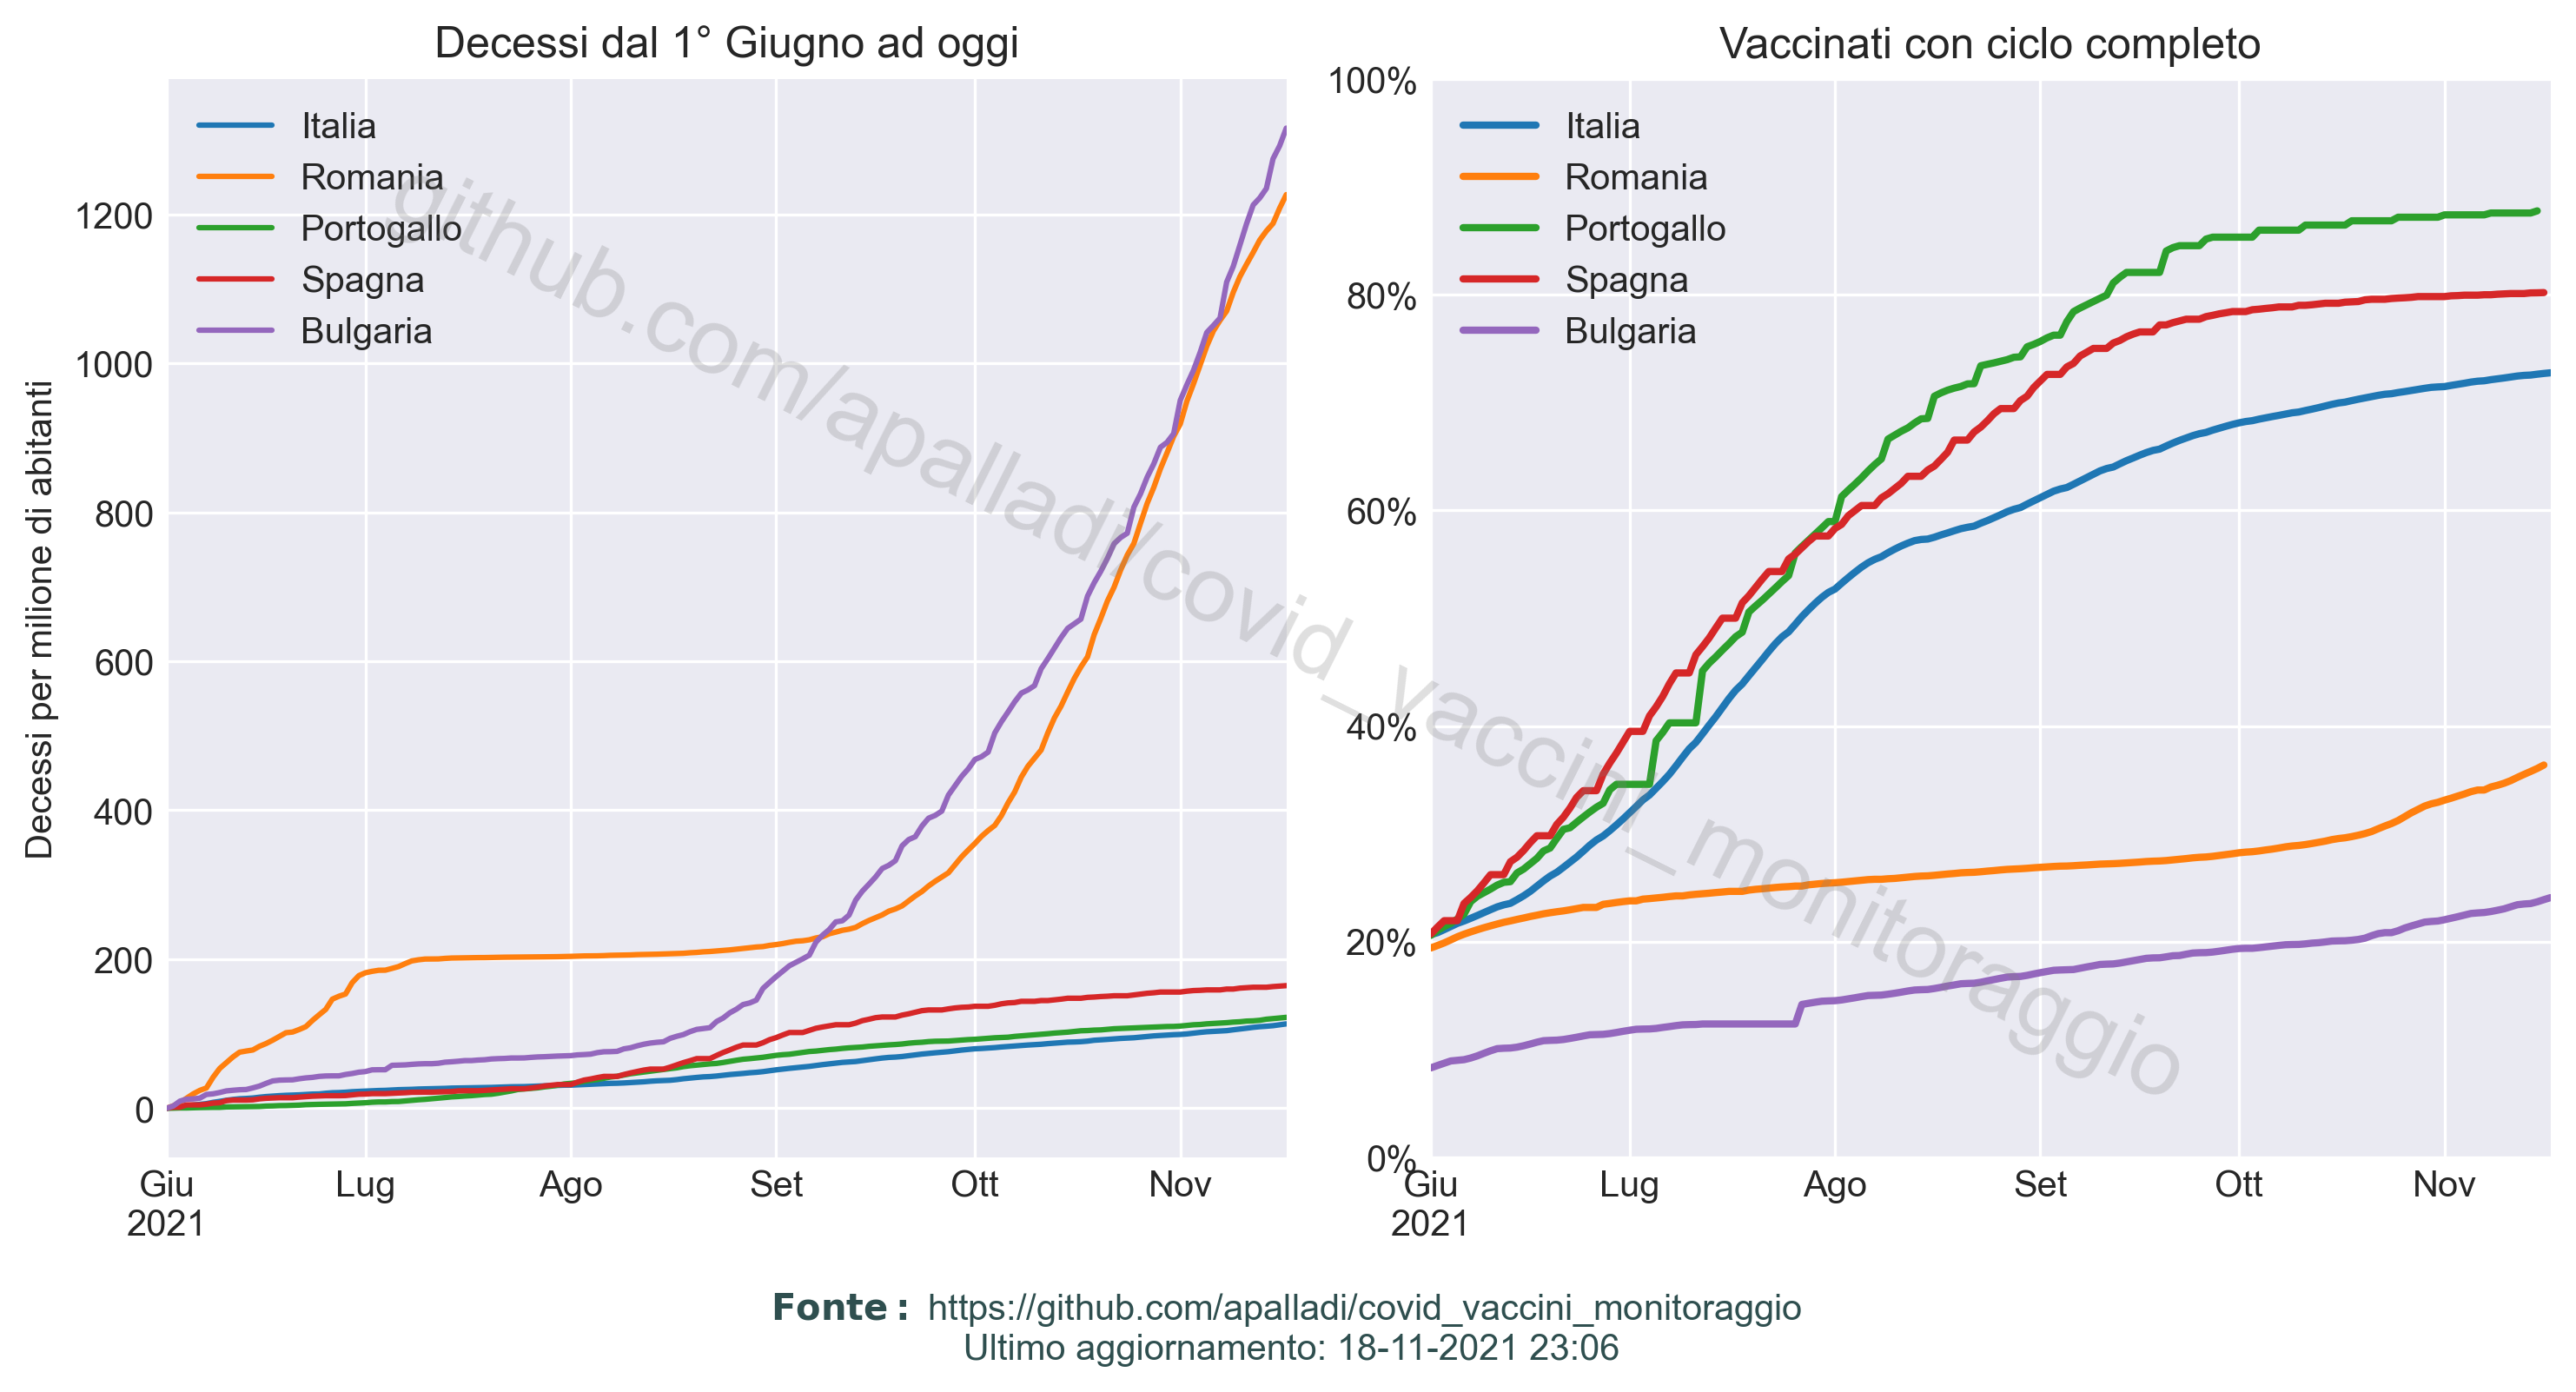 Decessi dal 1° Giugno ad oggi
Decessi per milione di abitanti
1200
1000
800
600
400
200
0
Italia
Romania
Portogallo
Spagna
Bulgaria
Giu
2021
Lug
Ago
Set
Ott
Nov
Vaccinati con ciclo completo
100%
80%
60%
40%
20%
0%
Italia
Romania
Portogallo
Spagna
Bulgaria
Giu
2021
Lug
Ago
Set
Ott
Nov
github.com/apalladi/covid_vaccini_monitoraggio
Fonte: https://github.com/apalladi/covid_vaccini_monitoraggio
Ultimo aggiornamento: 18-11-2021 23:06